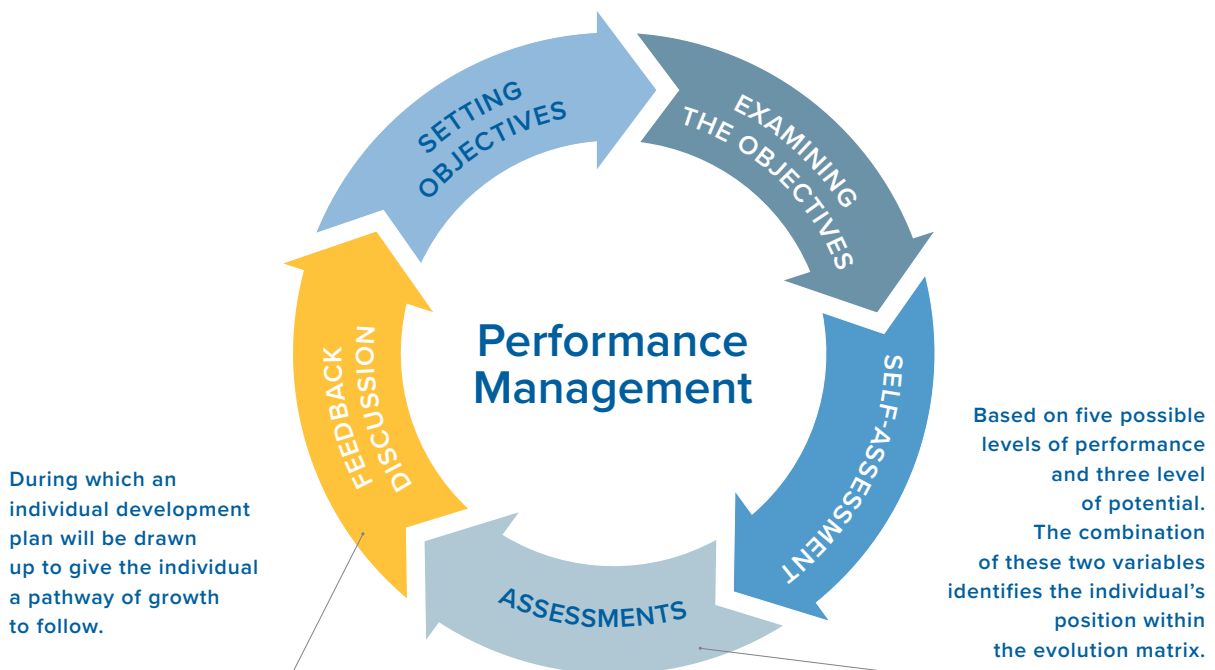 SETTING
OBJECTIVES
EXAMINING
THE OBJECTIVES
SELF-ASSESSMENT
ASSESSMENTS
FEEDBACK
DISCUSSION
Performance
Management
Based on five possible
levels of performance
and three level
of potential.
The combination
of these two variables
identifies the individual’s
position within
the evolution matrix.
During which an
individual development
plan will be drawn
up to give the individual
a pathway of growth
to follow.